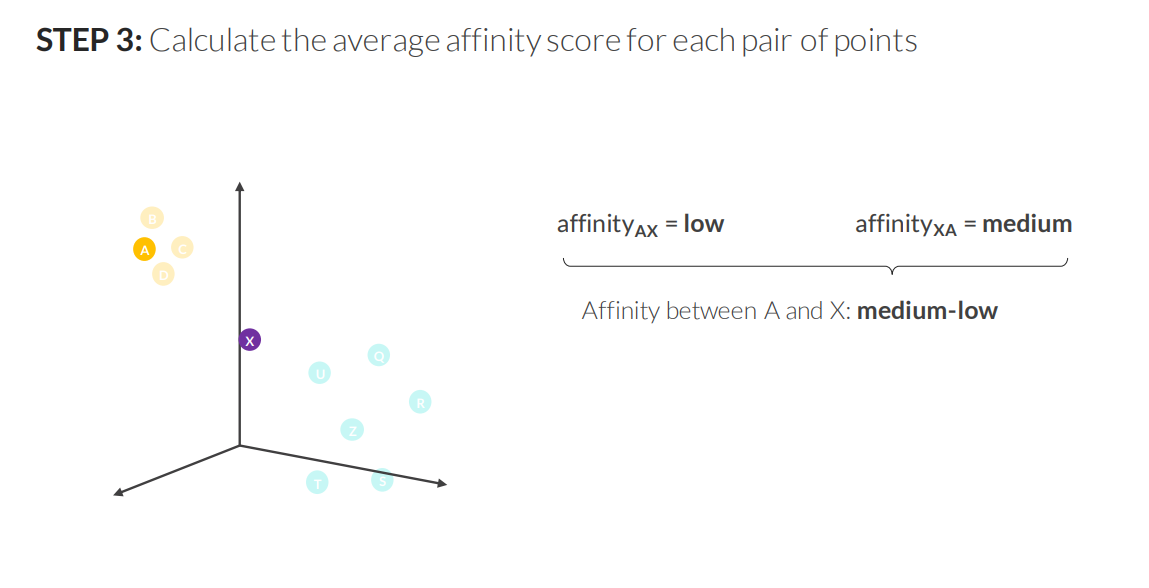 STEP 3: Calculate the average affinity score for each pair of points
B
A
C
D
X
U
Q
R
Z
T
S
affinityAX = low
affinityXA = medium
Affinity between A and X: medium-low